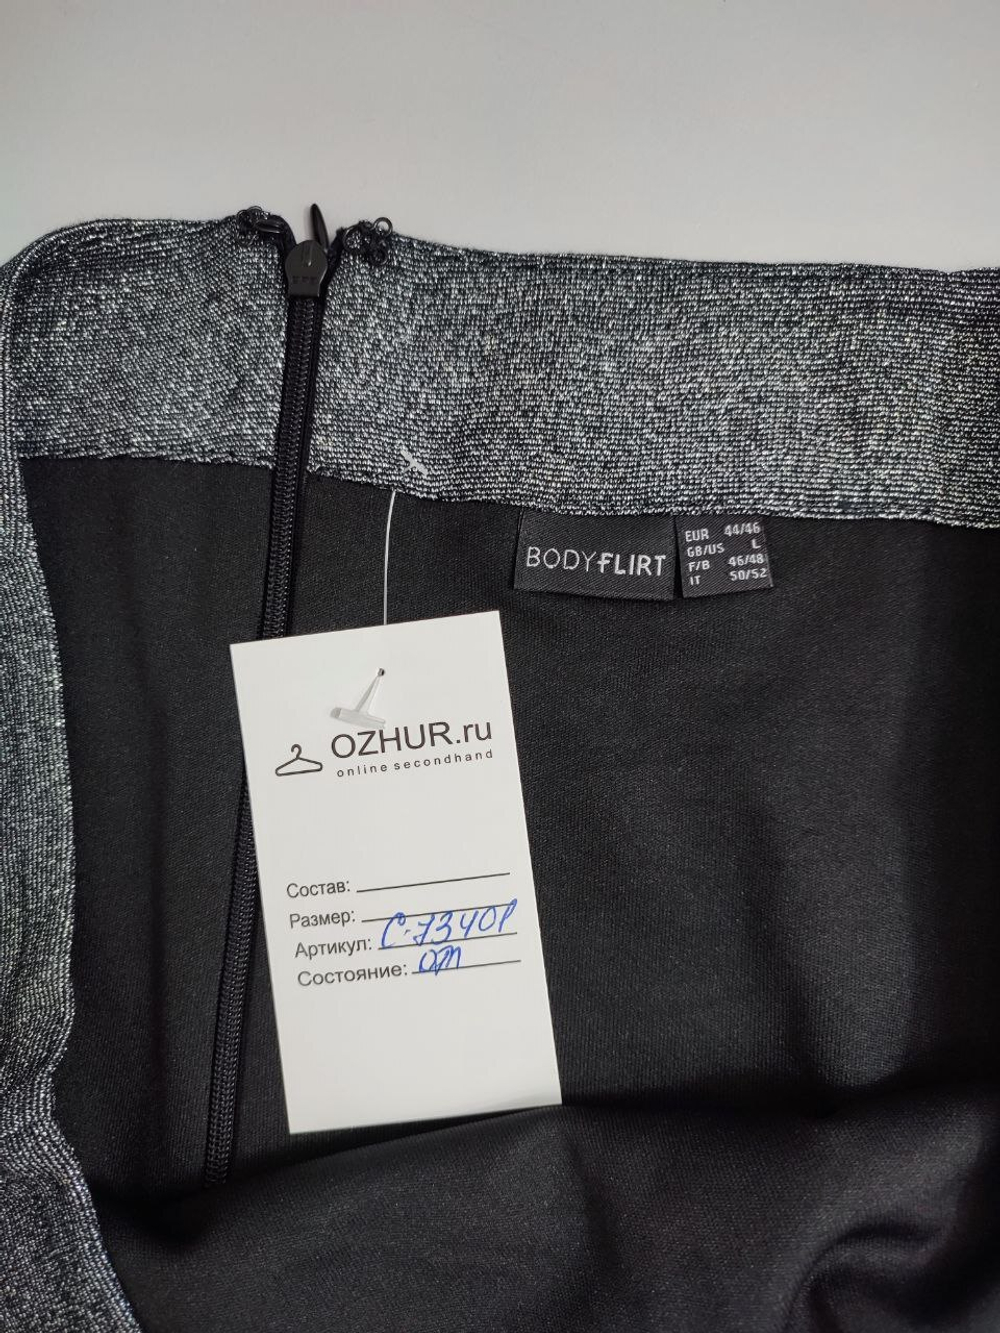 BODYFLIRT
EUR 44/46
GB/US L
F/B 46/48
IT 50/52
OZHUR.ru
online secondhand
Состав:
Размер:
Артикул: С-7340Р
Состояние: от